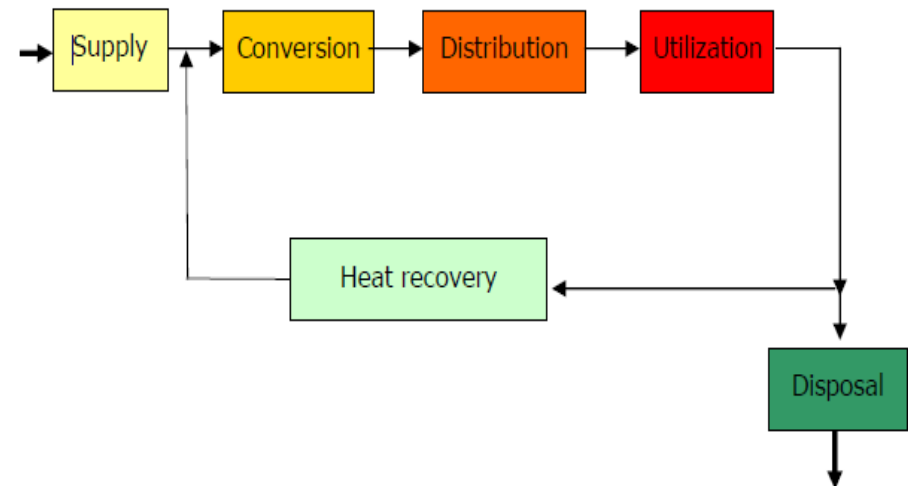 Supply
Conversion
Distribution
Utilization
Heat recovery
Disposal